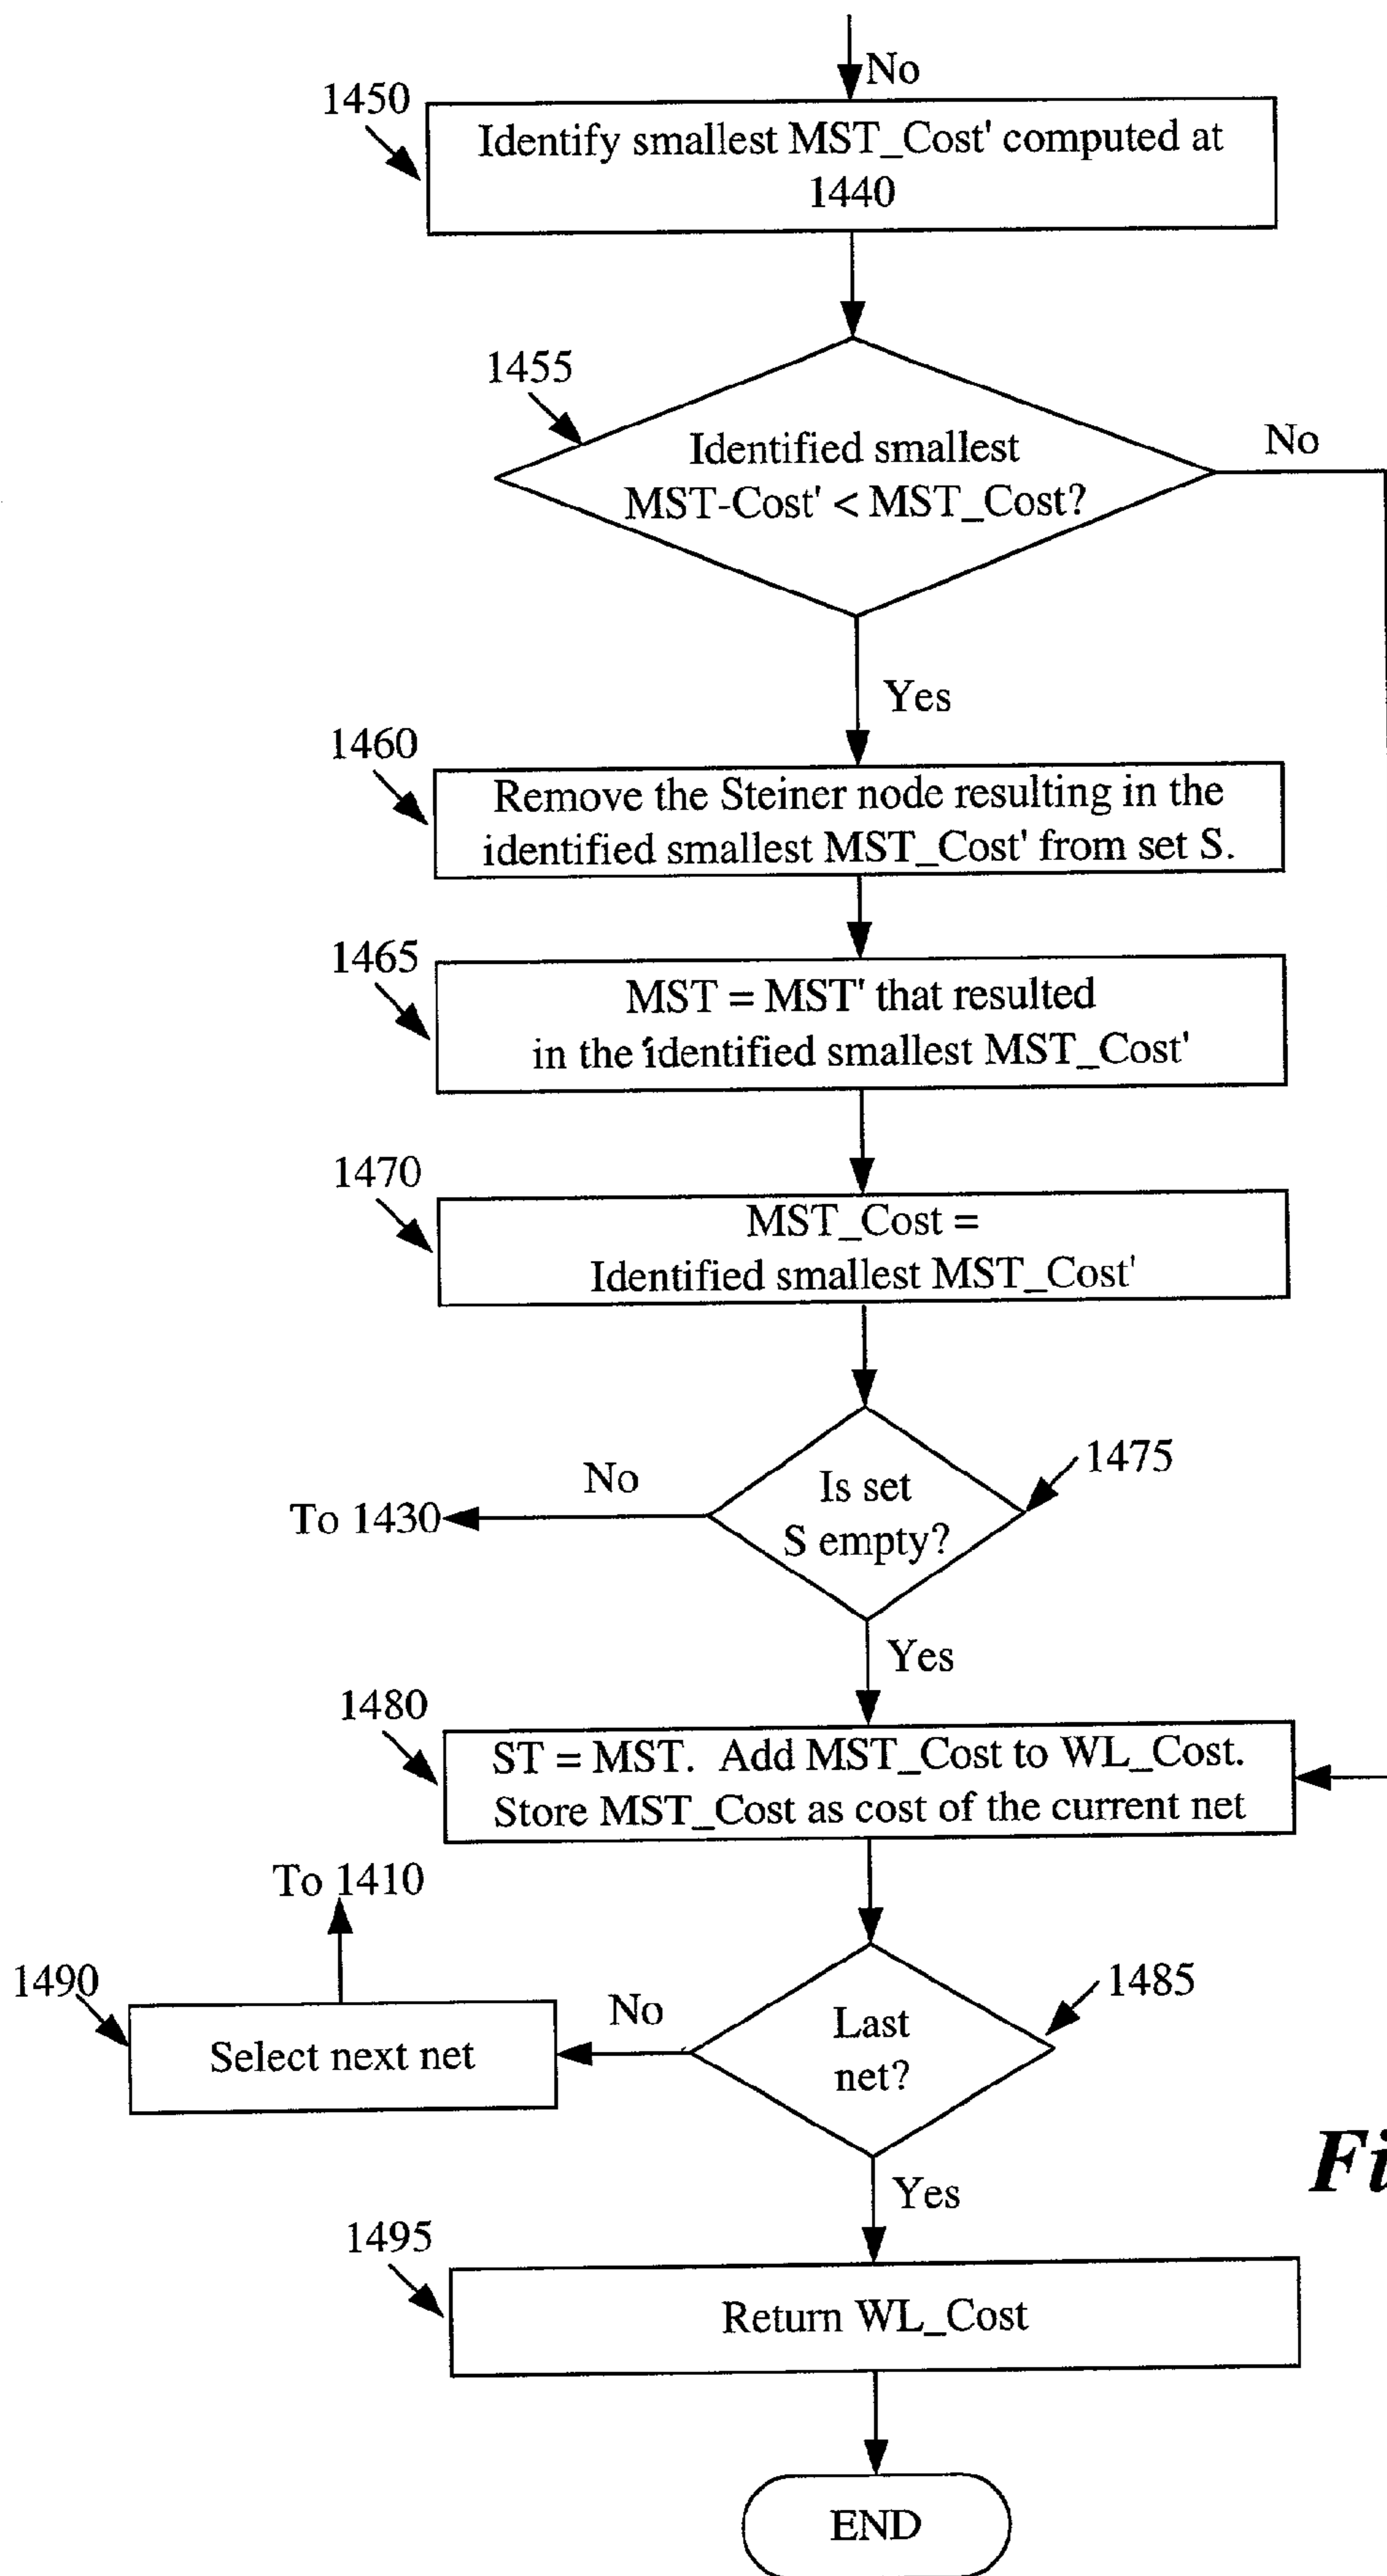 No
1450
Identify smallest MST_Cost' computed at
1440
1455
Identified smallest
MST-Cost' < MST_Cost?
No
Yes
1460
Remove the Steiner node resulting in the
identified smallest MST_Cost' from set S.
1465
MST = MST' that resulted
in the identified smallest MST_Cost'
1470
MST_Cost =
Identified smallest MST_Cost'
1475
Is set
S empty?
No
To 1430
Yes
1480
ST = MST. Add MST_Cost to WL_Cost.
Store MST_Cost as cost of the current net
To 1410
1490
Select next net
No
1485
Last
net?
Yes
1495
Return WL_Cost
END